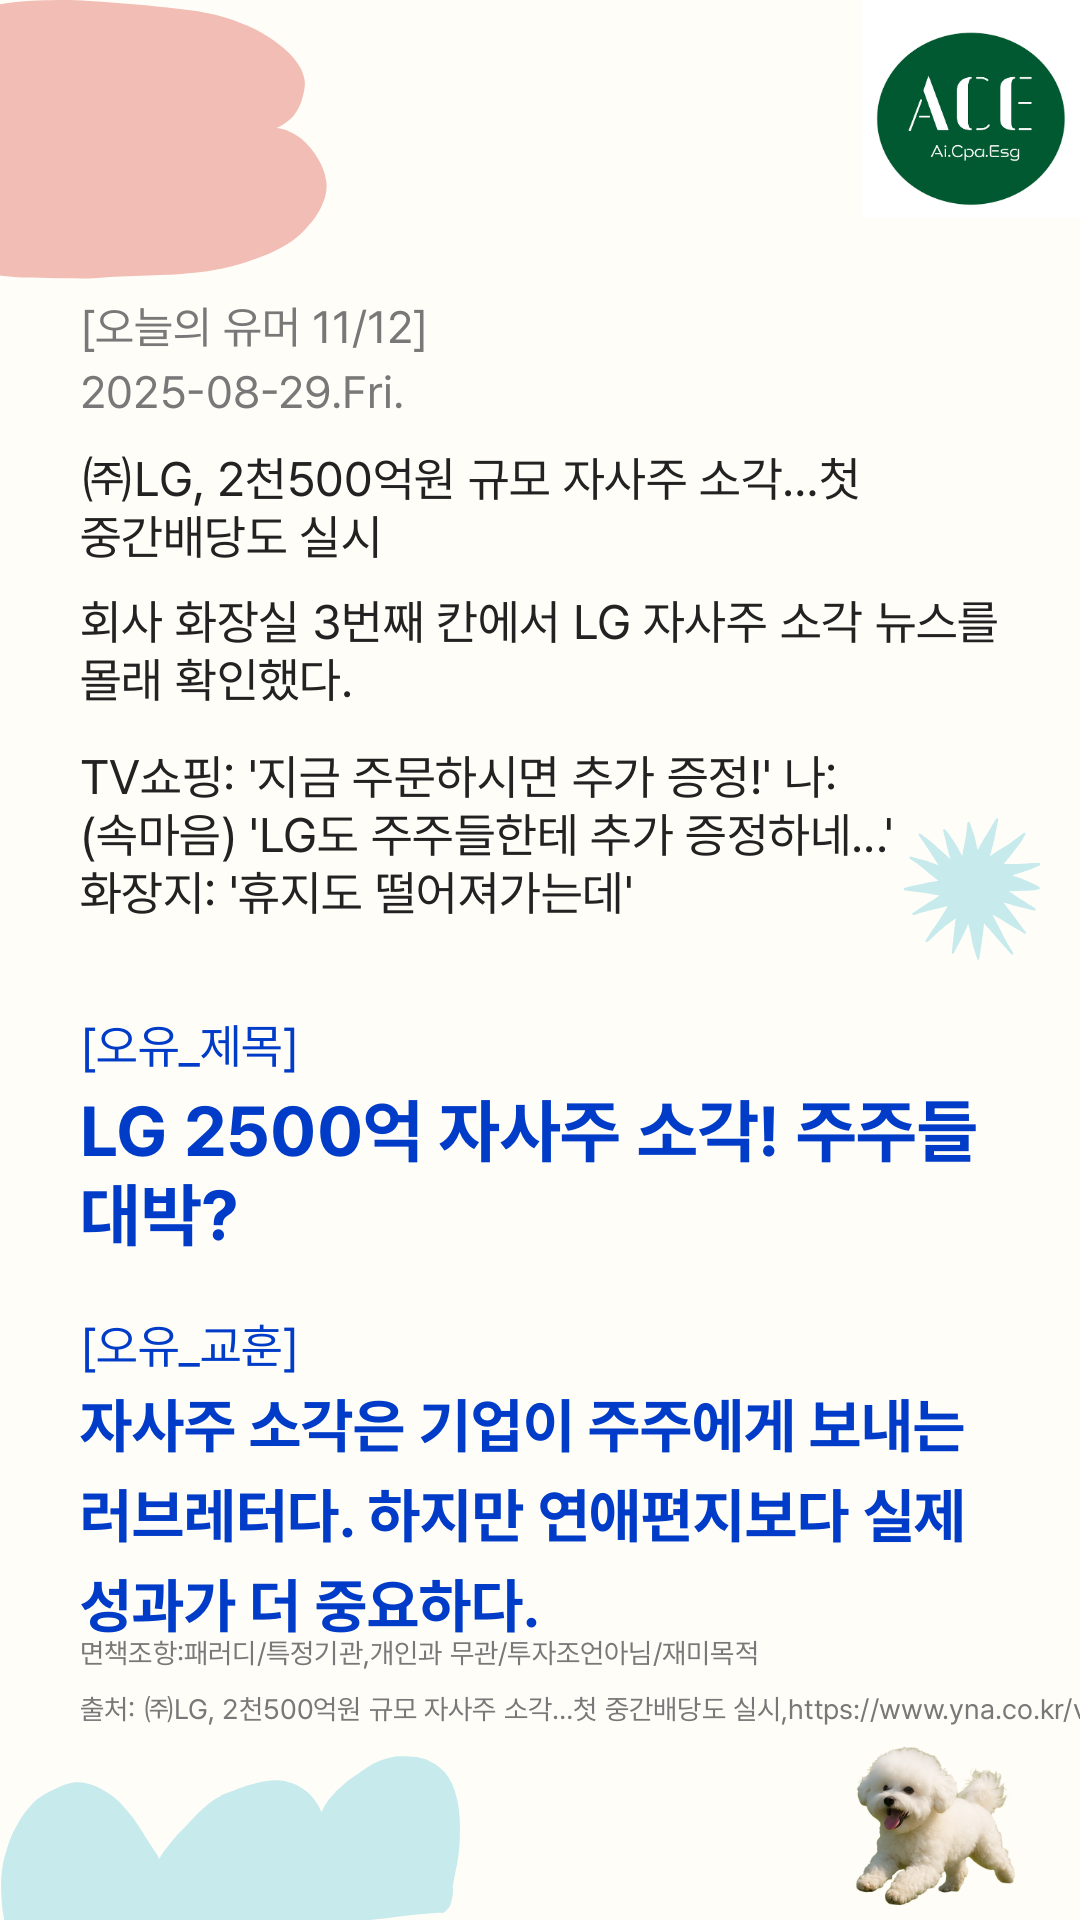 ACE
Ai.Cpa.Esg
[오늘의 유머 11/12]
2025-08-29.Fri.
㈜LG, 2천500억원 규모 자사주 소각…첫
중간배당도 실시
회사 화장실 3번째 칸에서 LG 자사주 소각 뉴스를
몰래 확인했다.
TV쇼핑: '지금 주문하시면 추가 증정!' 나:
(속마음) 'LG도 주주들한테 추가 증정하네...'
화장지: '휴지도 떨어져가는데'
[오유_제목]
LG 2500억 자사주 소각! 주주들
대박?
[오유_교훈]
자사주 소각은 기업이 주주에게 보내는
러브레터다. 하지만 연애편지보다 실제
성과가 더 중요하다.
면책조항:패러디/특정기관,개인과 무관/투자조언아님/재미목적
출처: ㈜LG, 2천500억원 규모 자사주 소각…첫 중간배당도 실시,https://www.yna.co.kr/